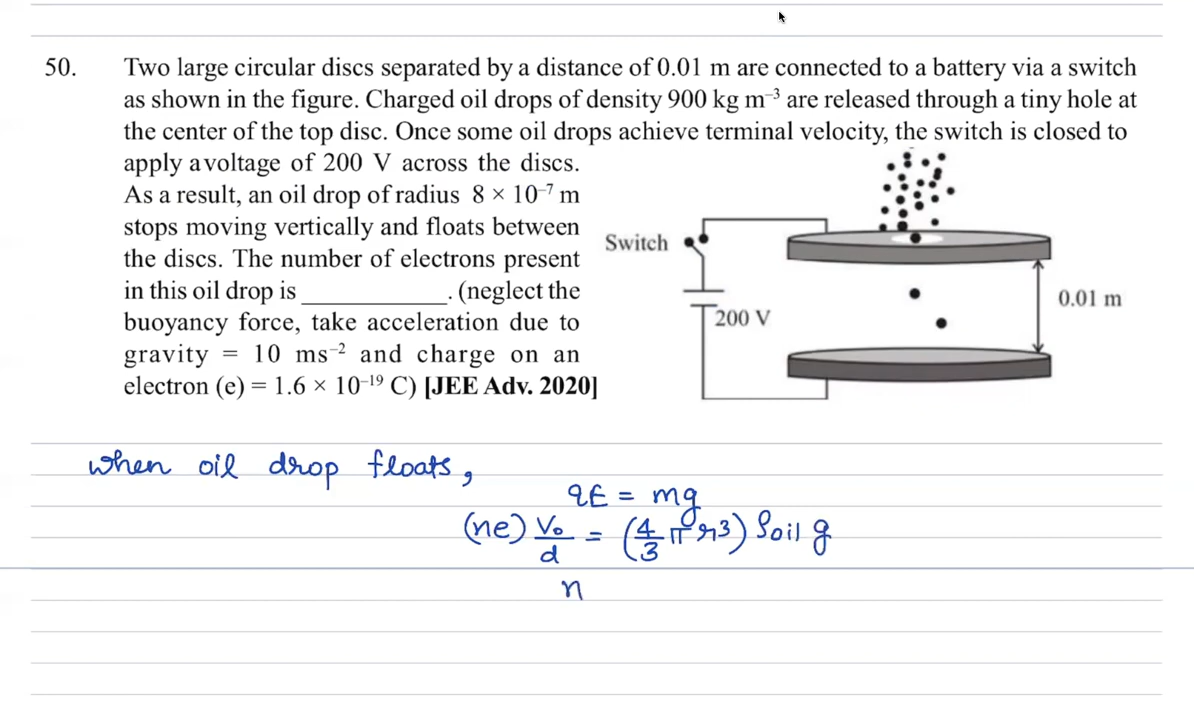 50. Two large circular discs separated by a distance of 0.01 m are connected to a battery via a switch
as shown in the figure. Charged oil drops of density 900 kg m⁻³ are released through a tiny hole at
the center of the top disc. Once some oil drops achieve terminal velocity, the switch is closed to
apply avoltage of 200 V across the discs.
As a result, an oil drop of radius 8 × 10⁻⁷ m
stops moving vertically and floats between
the discs. The number of electrons present
in this oil drop is ____________. (neglect the
buoyancy force, take acceleration due to
gravity = 10 ms⁻² and charge on an
electron (e) = 1.6 × 10⁻¹⁹ C) [JEE Adv. 2020]
Switch
200 V
0.01 m
when oil drop floats,
qE = mg
(ne) V₀/d = (4/3 π r³) ρoil g
n